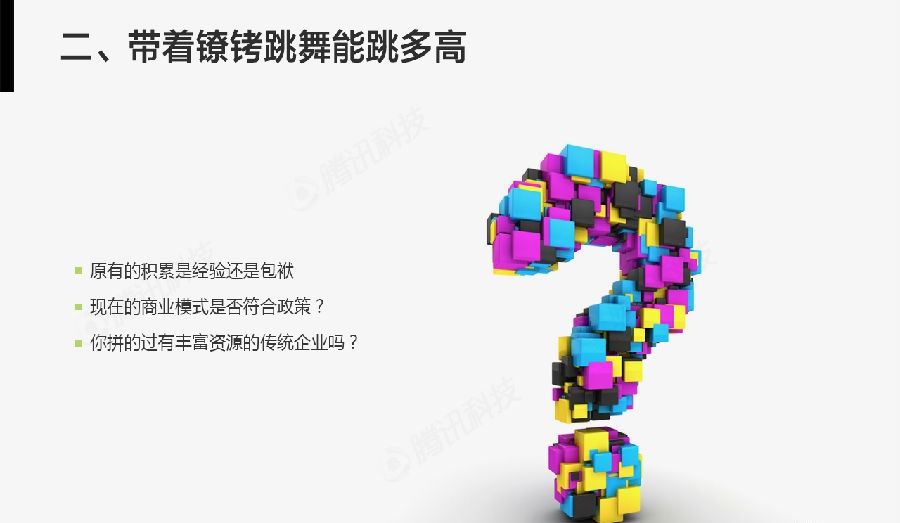 二、带着镣铐跳舞能跳多高
腾讯科技
原有的积累是经验还是包袱
现在的商业模式是否符合政策？
你拼的过有丰富资源的传统企业吗？
腾讯科技
腾讯科技